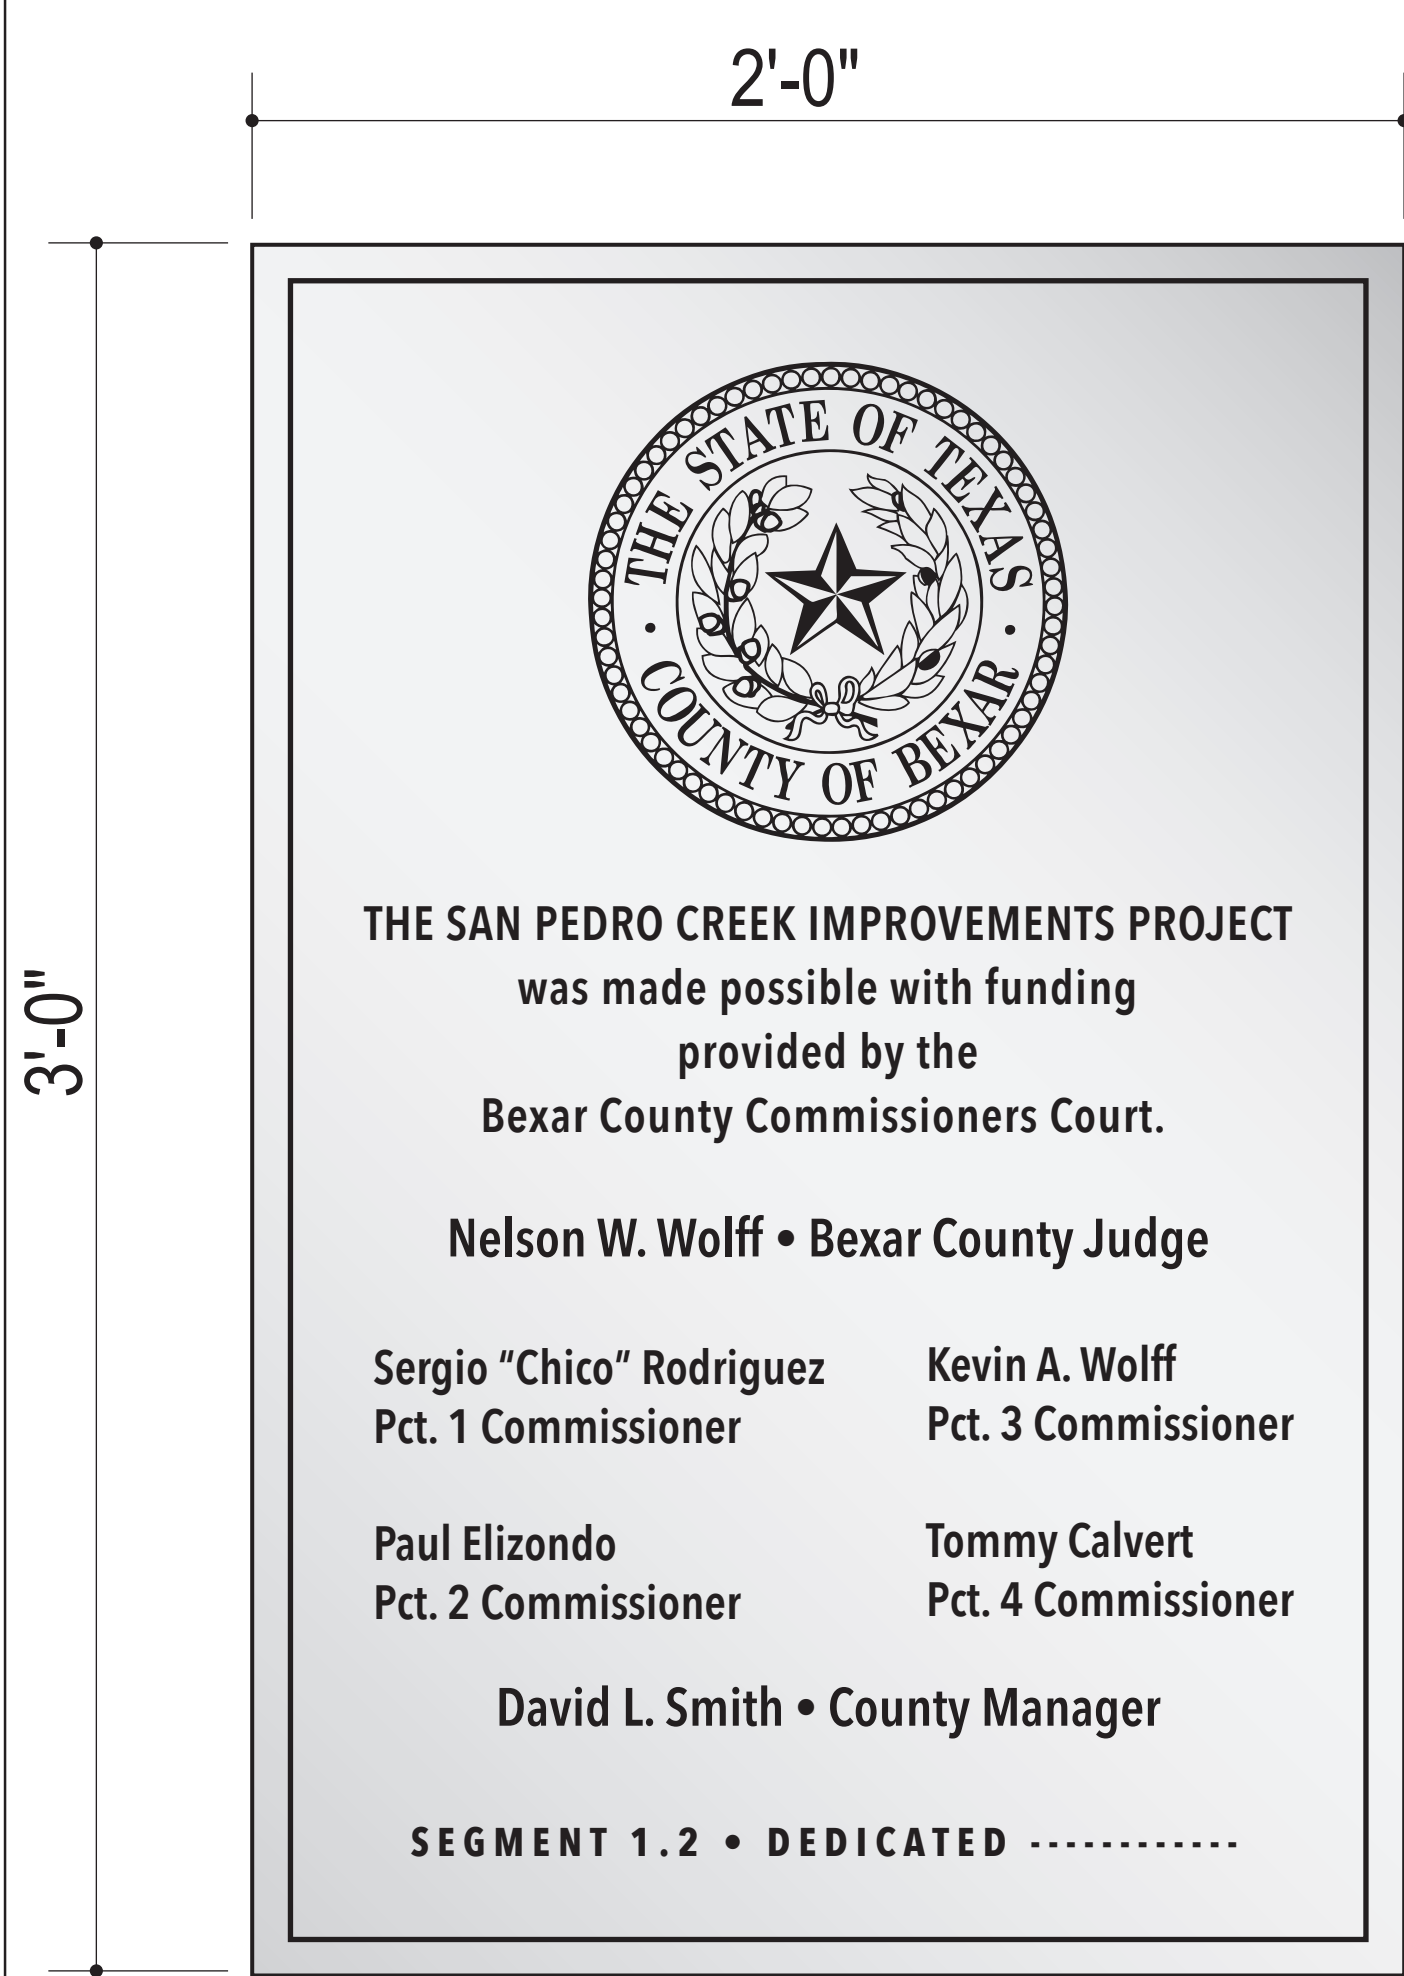 2'-0"
3'-0"
THE STATE OF TEXAS
• COUNTY OF BEXAR •
THE SAN PEDRO CREEK IMPROVEMENTS PROJECT
was made possible with funding
provided by the
Bexar County Commissioners Court.
Nelson W. Wolff • Bexar County Judge
Sergio “Chico” Rodriguez
Pct. 1 Commissioner
Kevin A. Wolff
Pct. 3 Commissioner
Paul Elizondo
Pct. 2 Commissioner
Tommy Calvert
Pct. 4 Commissioner
David L. Smith • County Manager
SEGMENT 1.2 • DEDICATED ------------